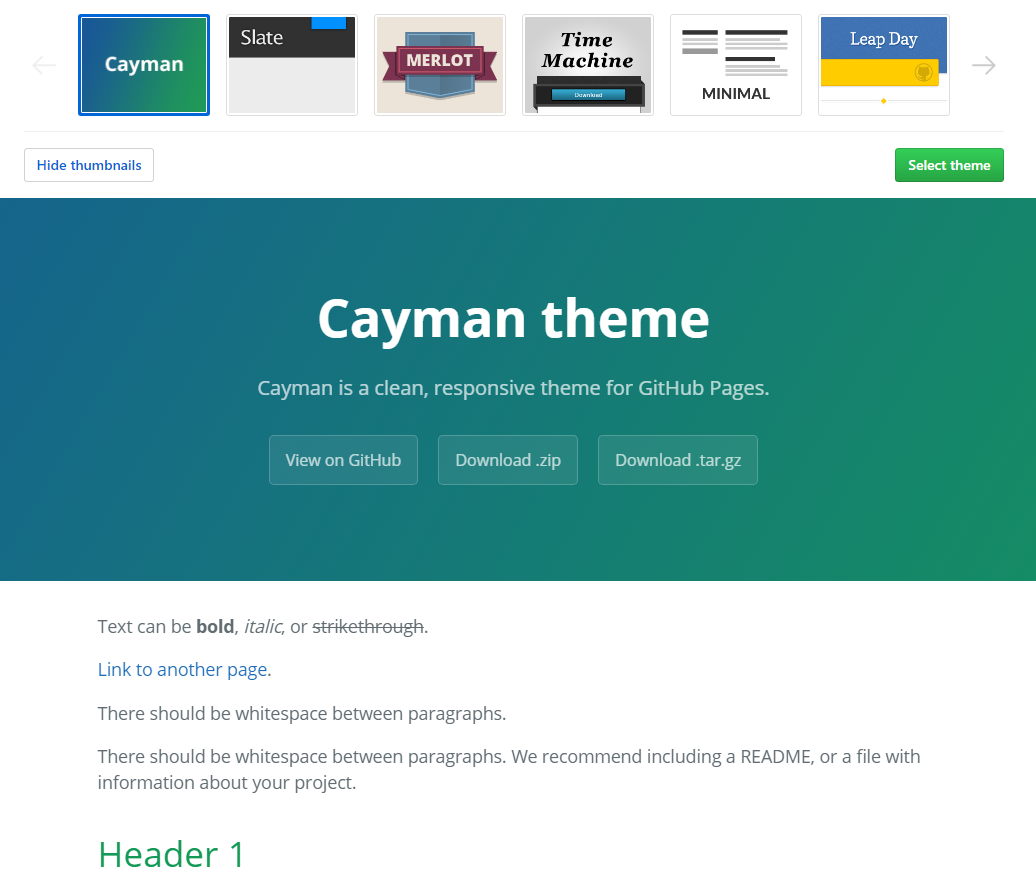 Cayman
Slate
MERLOT
Time
Machine
Download
MINIMAL
Leap Day
Hide thumbnails
Select theme
Cayman theme
Cayman is a clean, responsive theme for GitHub Pages.
View on GitHub
Download .zip
Download .tar.gz
Text can be bold, italic, or strikethrough.
Link to another page.
There should be whitespace between paragraphs.
There should be whitespace between paragraphs. We recommend including a README, or a file with
information about your project.
Header 1